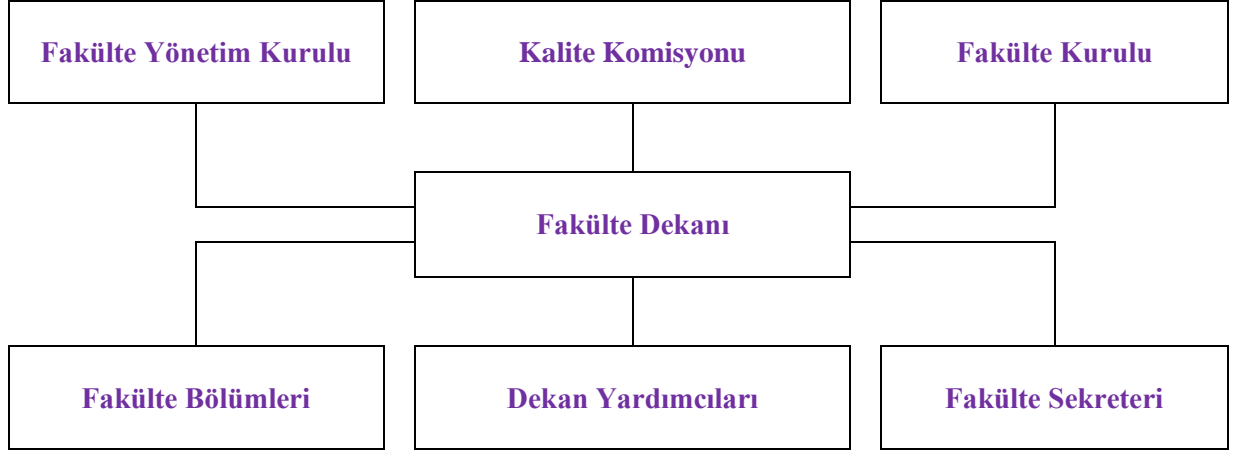 Fakülte Yönetim Kurulu
Kalite Komisyonu
Fakülte Kurulu
Fakülte Dekanı
Fakülte Bölümleri
Dekan Yardımcıları
Fakülte Sekreteri